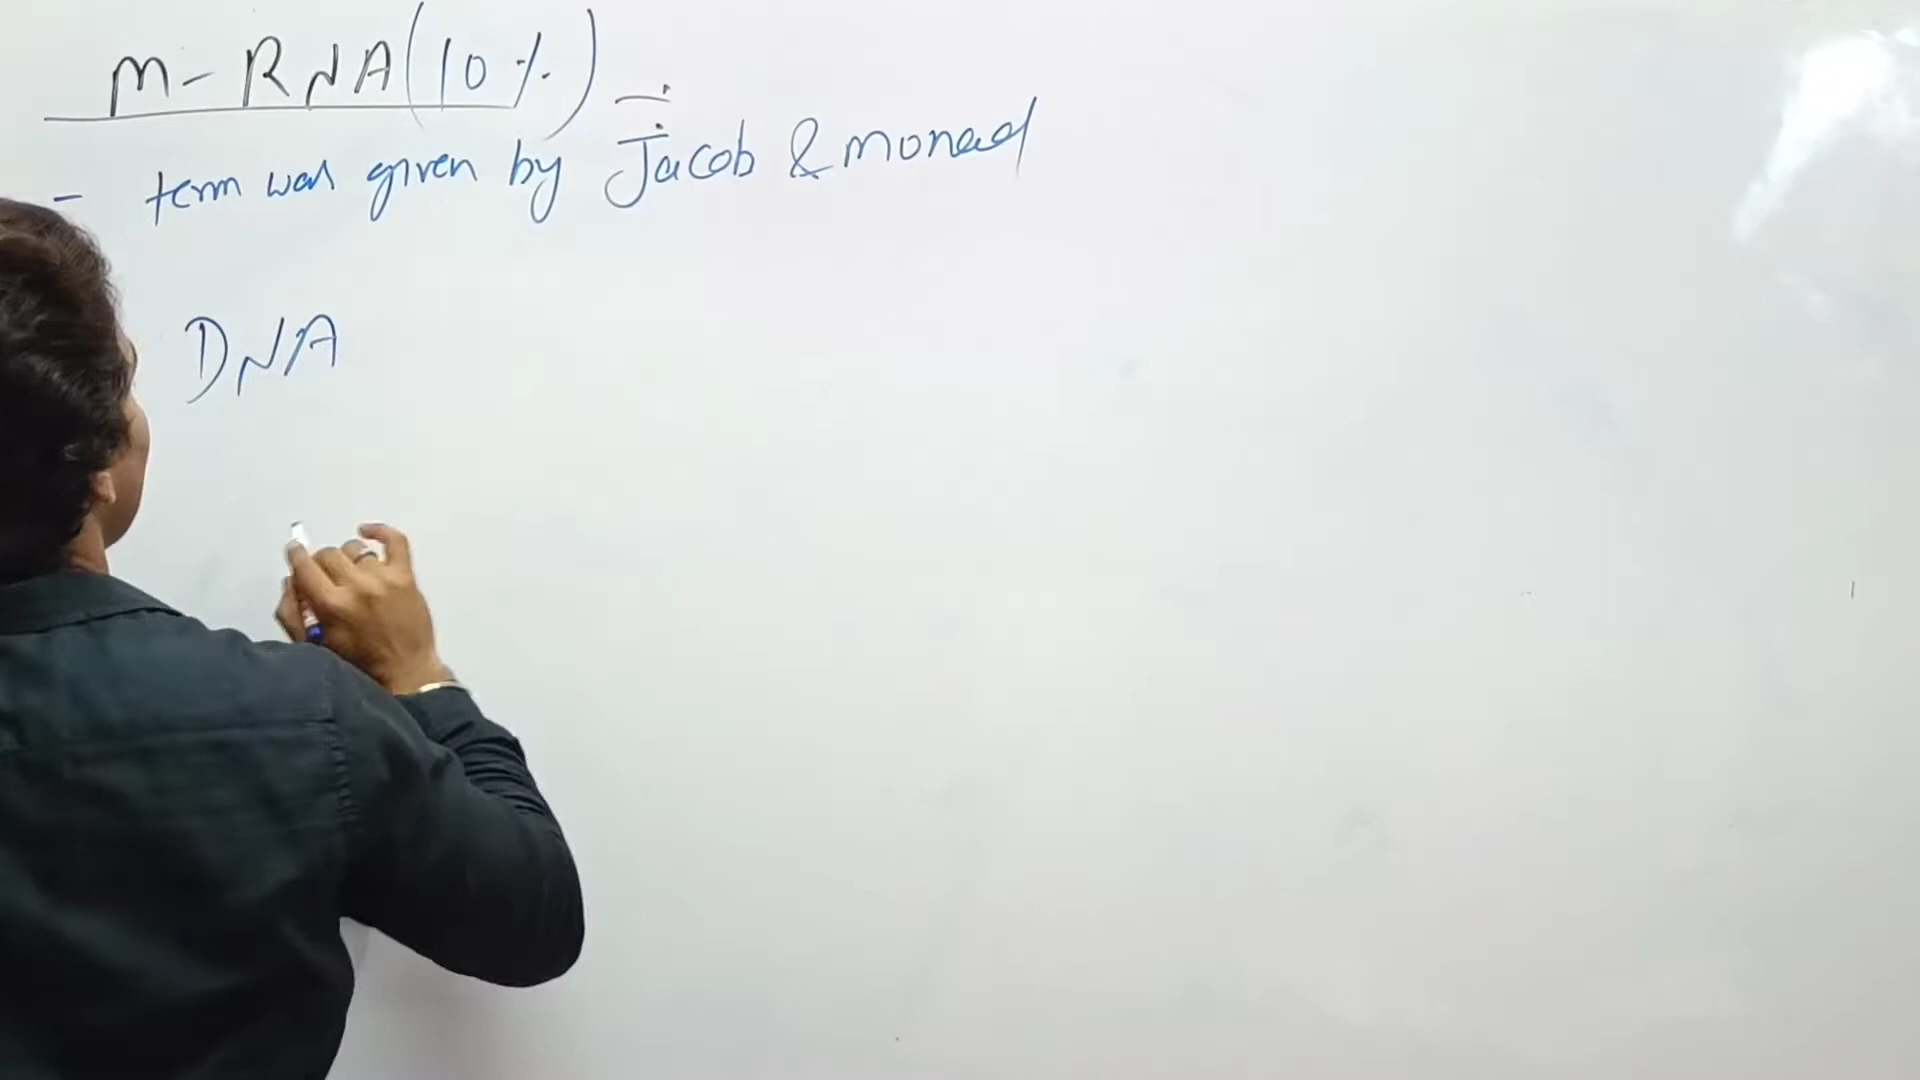 m-RNA (10%) :-
- term was given by Jacob & monad
DNA